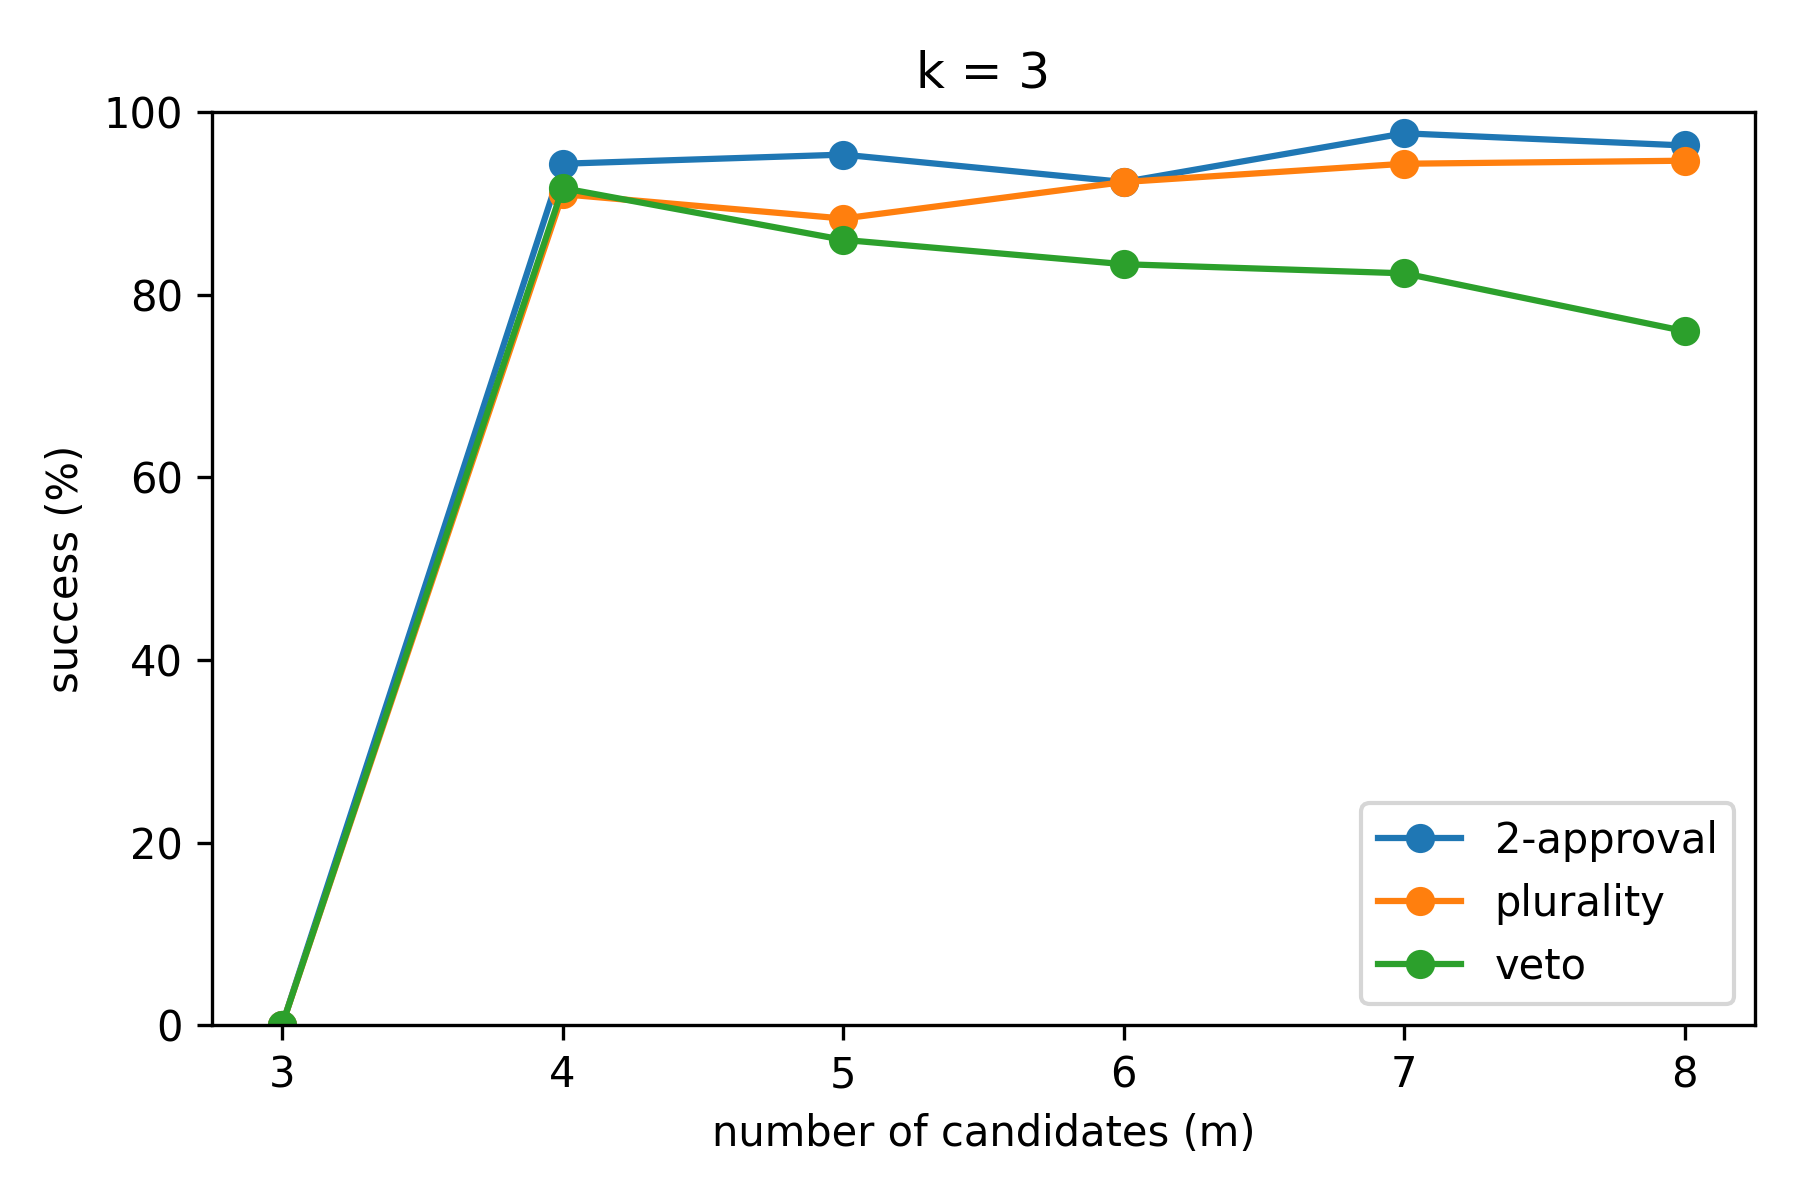 k = 3
100
80
60
40
20
0
success (%)
3 4 5 6 7 8
number of candidates (m)
2-approval
plurality
veto